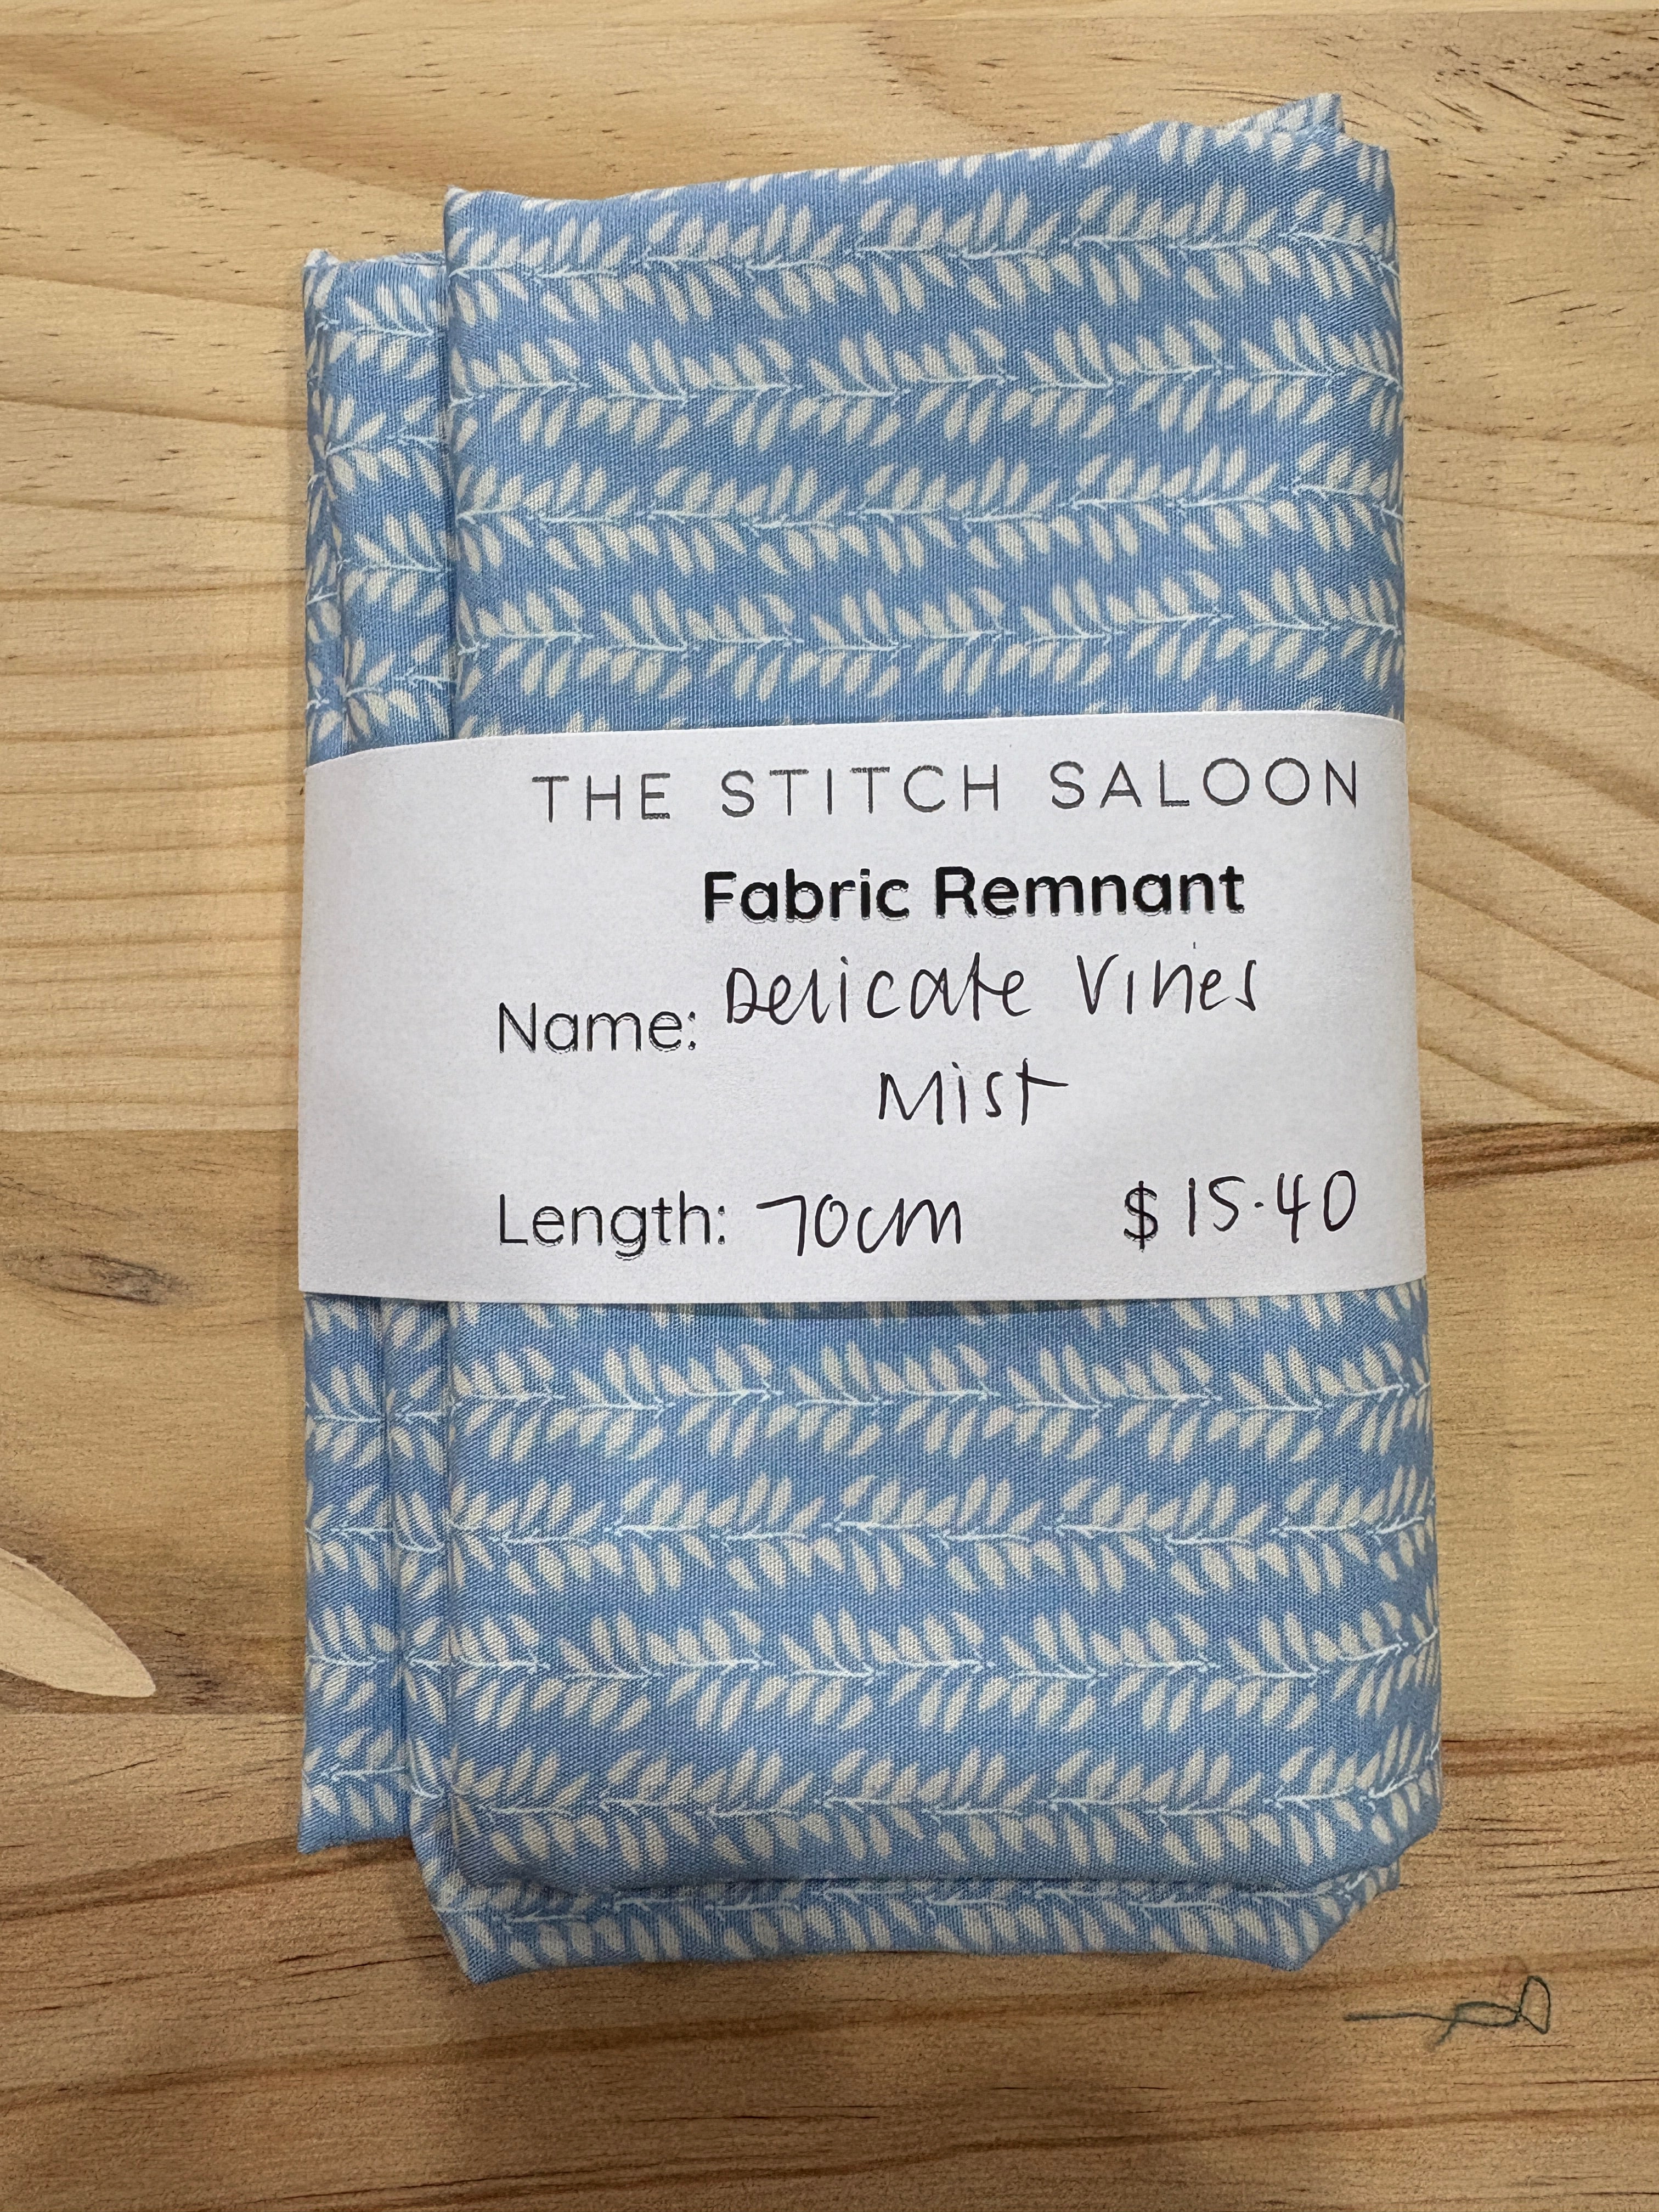 THE STITCH SALOON
Fabric Remnant
Name: Delicate Vines
Mist
Length: 70cm $15.40